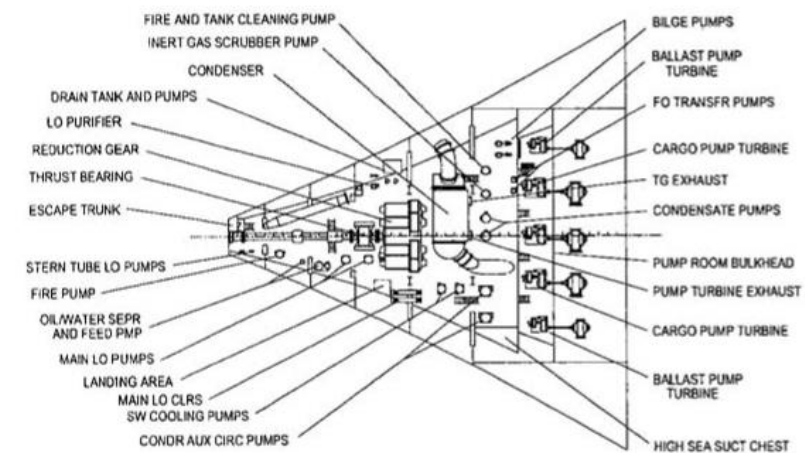 FIRE AND TANK CLEANING PUMP
INERT GAS SCRUBBER PUMP
CONDENSER
DRAIN TANK AND PUMPS
LO PURIFIER
REDUCTION GEAR
THRUST BEARING
ESCAPE TRUNK
STERN TUBE LO PUMPS
FIRE PUMP
OIL/WATER SEPR
AND FEED PMP
MAIN LO PUMPS
LANDING AREA
MAIN LO CLRS
SW COOLING PUMPS
CONDR AUX CIRC PUMPS
BILGE PUMPS
BALLAST PUMP
TURBINE
FO TRANSFR PUMPS
CARGO PUMP TURBINE
TG EXHAUST
CONDENSATE PUMPS
PUMP ROOM BULKHEAD
PUMP TURBINE EXHAUST
CARGO PUMP TURBINE
BALLAST PUMP
TURBINE
HIGH SEA SUCT CHEST